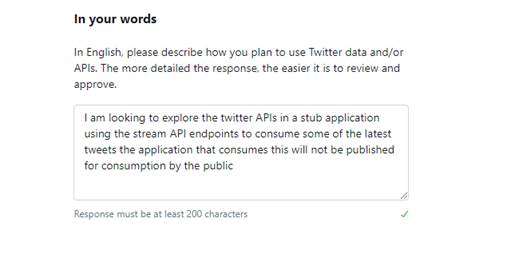 In your words
In English, please describe how you plan to use Twitter data and/or
APIs. The more detailed the response, the easier it is to review and
approve.
I am looking to explore the twitter APIs in a stub application
using the stream API endpoints to consume some of the latest
tweets the application that consumes this will not be published
for consumption by the public
Response must be at least 200 characters